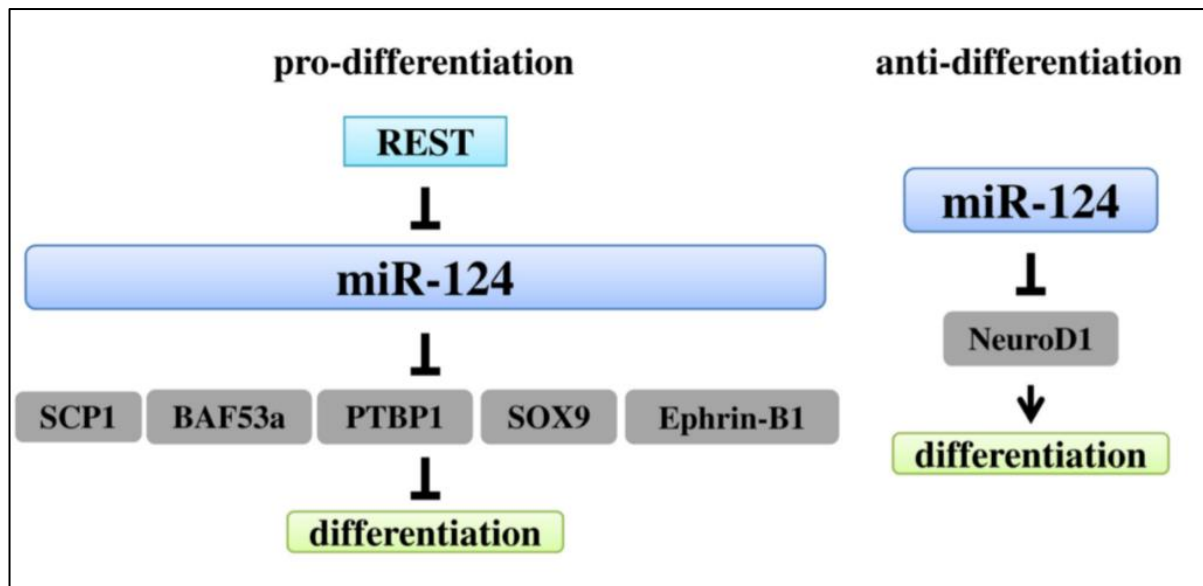 pro-differentiation
REST
miR-124
SCP1 BAF53a PTBP1 SOX9 Ephrin-B1
differentiation
anti-differentiation
miR-124
NeuroD1
differentiation